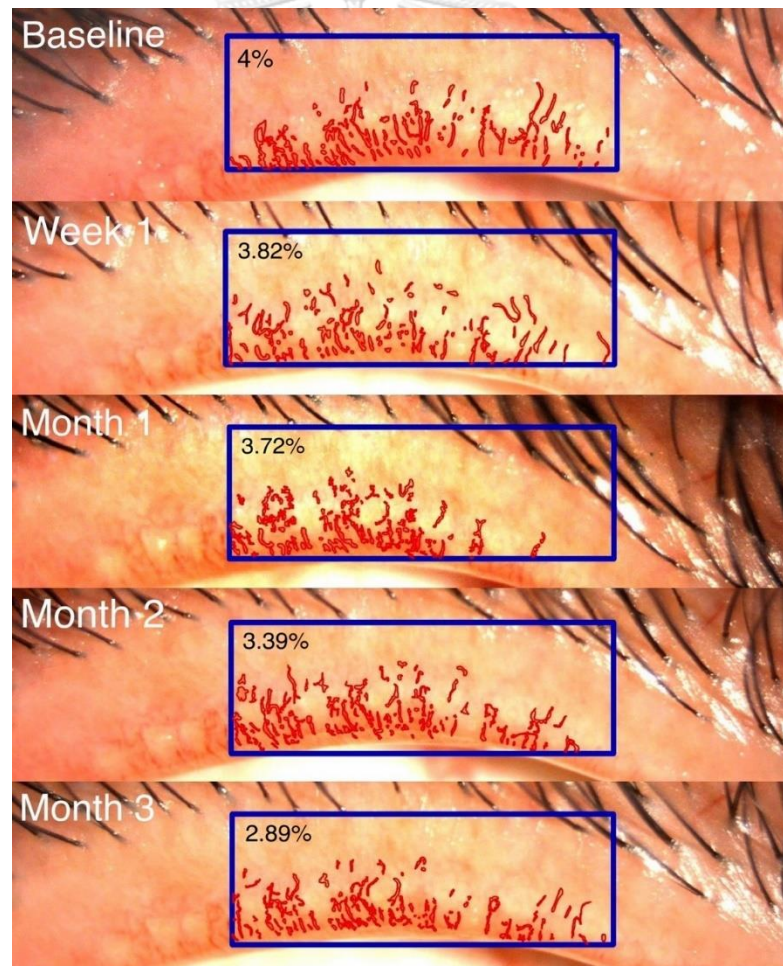 Baseline
4%
Week 1
3.82%
Month 1
3.72%
Month 2
3.39%
Month 3
2.89%